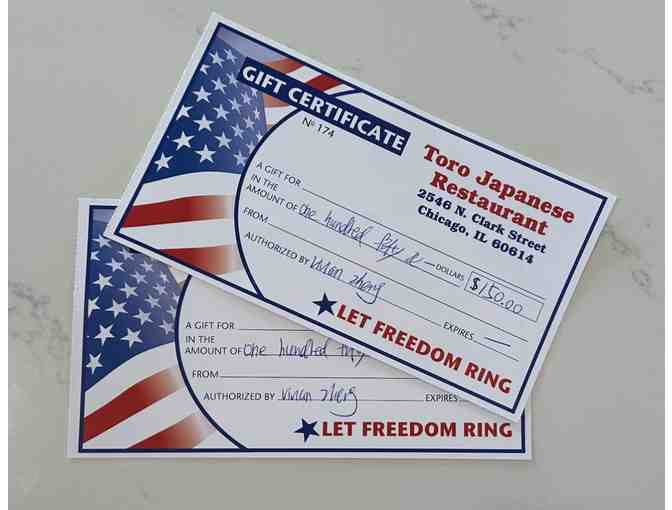 GIFT CERTIFICATE
Nº 174
Toro Japanese
Restaurant
2546 N. Clark Street
Chicago, IL 60614
A GIFT FOR
IN THE
AMOUNT OF One hundred fifty & — DOLLARS $150.00
FROM
AUTHORIZED BY Vivian Zheng EXPIRES —
LET FREEDOM RING
A GIFT FOR
IN THE
AMOUNT OF One hundred
FROM
AUTHORIZED BY Vivian Zheng EXPIRES
LET FREEDOM RING